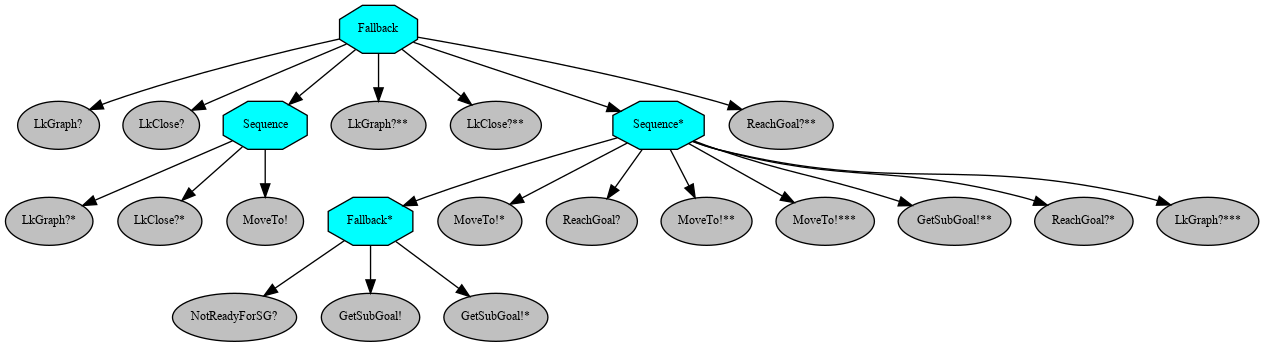 Fallback
LkGraph?
LkClose?
Sequence
LkGraph?**
LkClose?**
Sequence*
ReachGoal?**
LkGraph?*
LkClose?*
MoveTo!
Fallback*
MoveTo!*
ReachGoal?
MoveTo!**
MoveTo!***
GetSubGoal!**
ReachGoal?*
LkGraph?***
NotReadyForSG?
GetSubGoal!
GetSubGoal!*